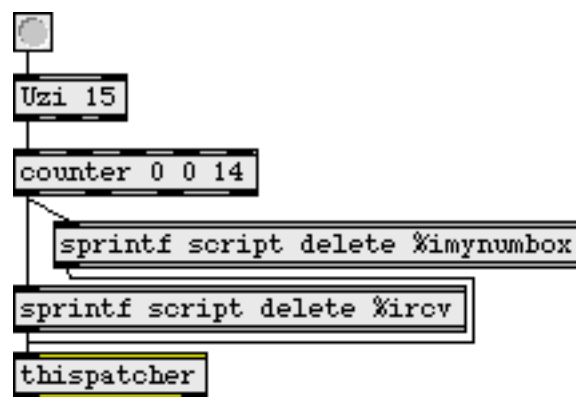 Uzi 15
counter 0 0 14
sprintf script delete %imynumbox
sprintf script delete %ircv
thispatcher